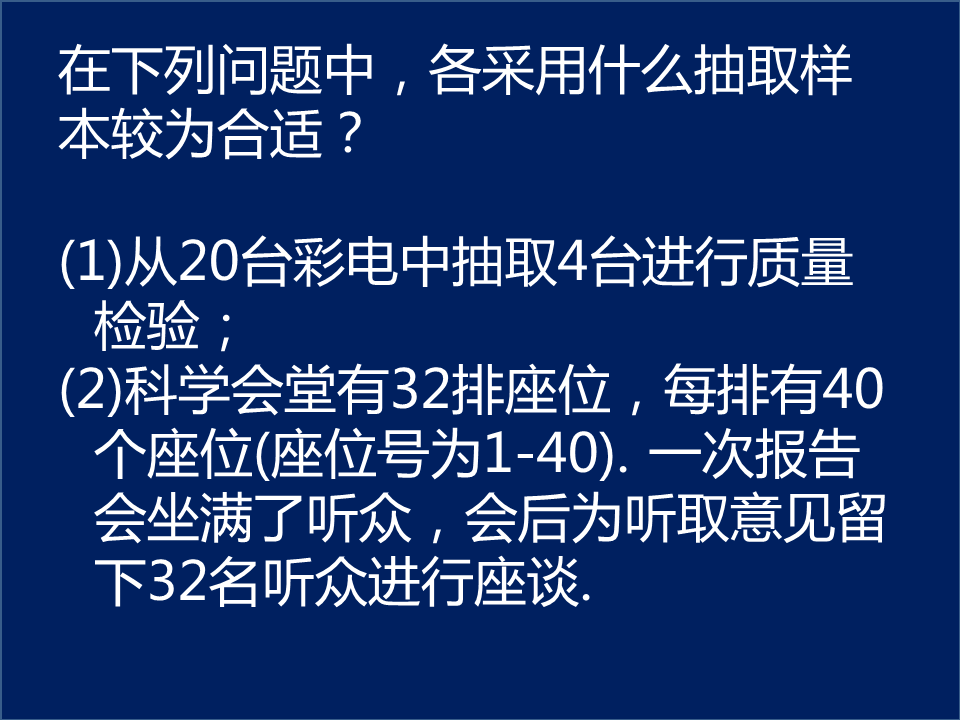 在下列问题中，各采用什么抽取样
本较为合适？
(1)从20台彩电中抽取4台进行质量
检验；
(2)科学会堂有32排座位，每排有40
个座位(座位号为1-40). 一次报告
会坐满了听众，会后为听取意见留
下32名听众进行座谈.